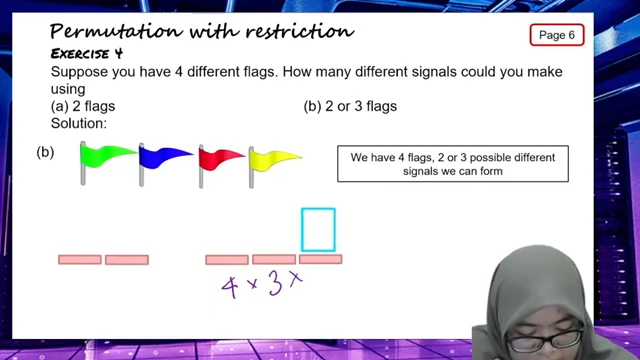 Permutation with restriction
Page 6
Exercise 4
Suppose you have 4 different flags. How many different signals could you make
using
(a) 2 flags (b) 2 or 3 flags
Solution:
(b)
We have 4 flags, 2 or 3 possible different
signals we can form
4 × 3 ×